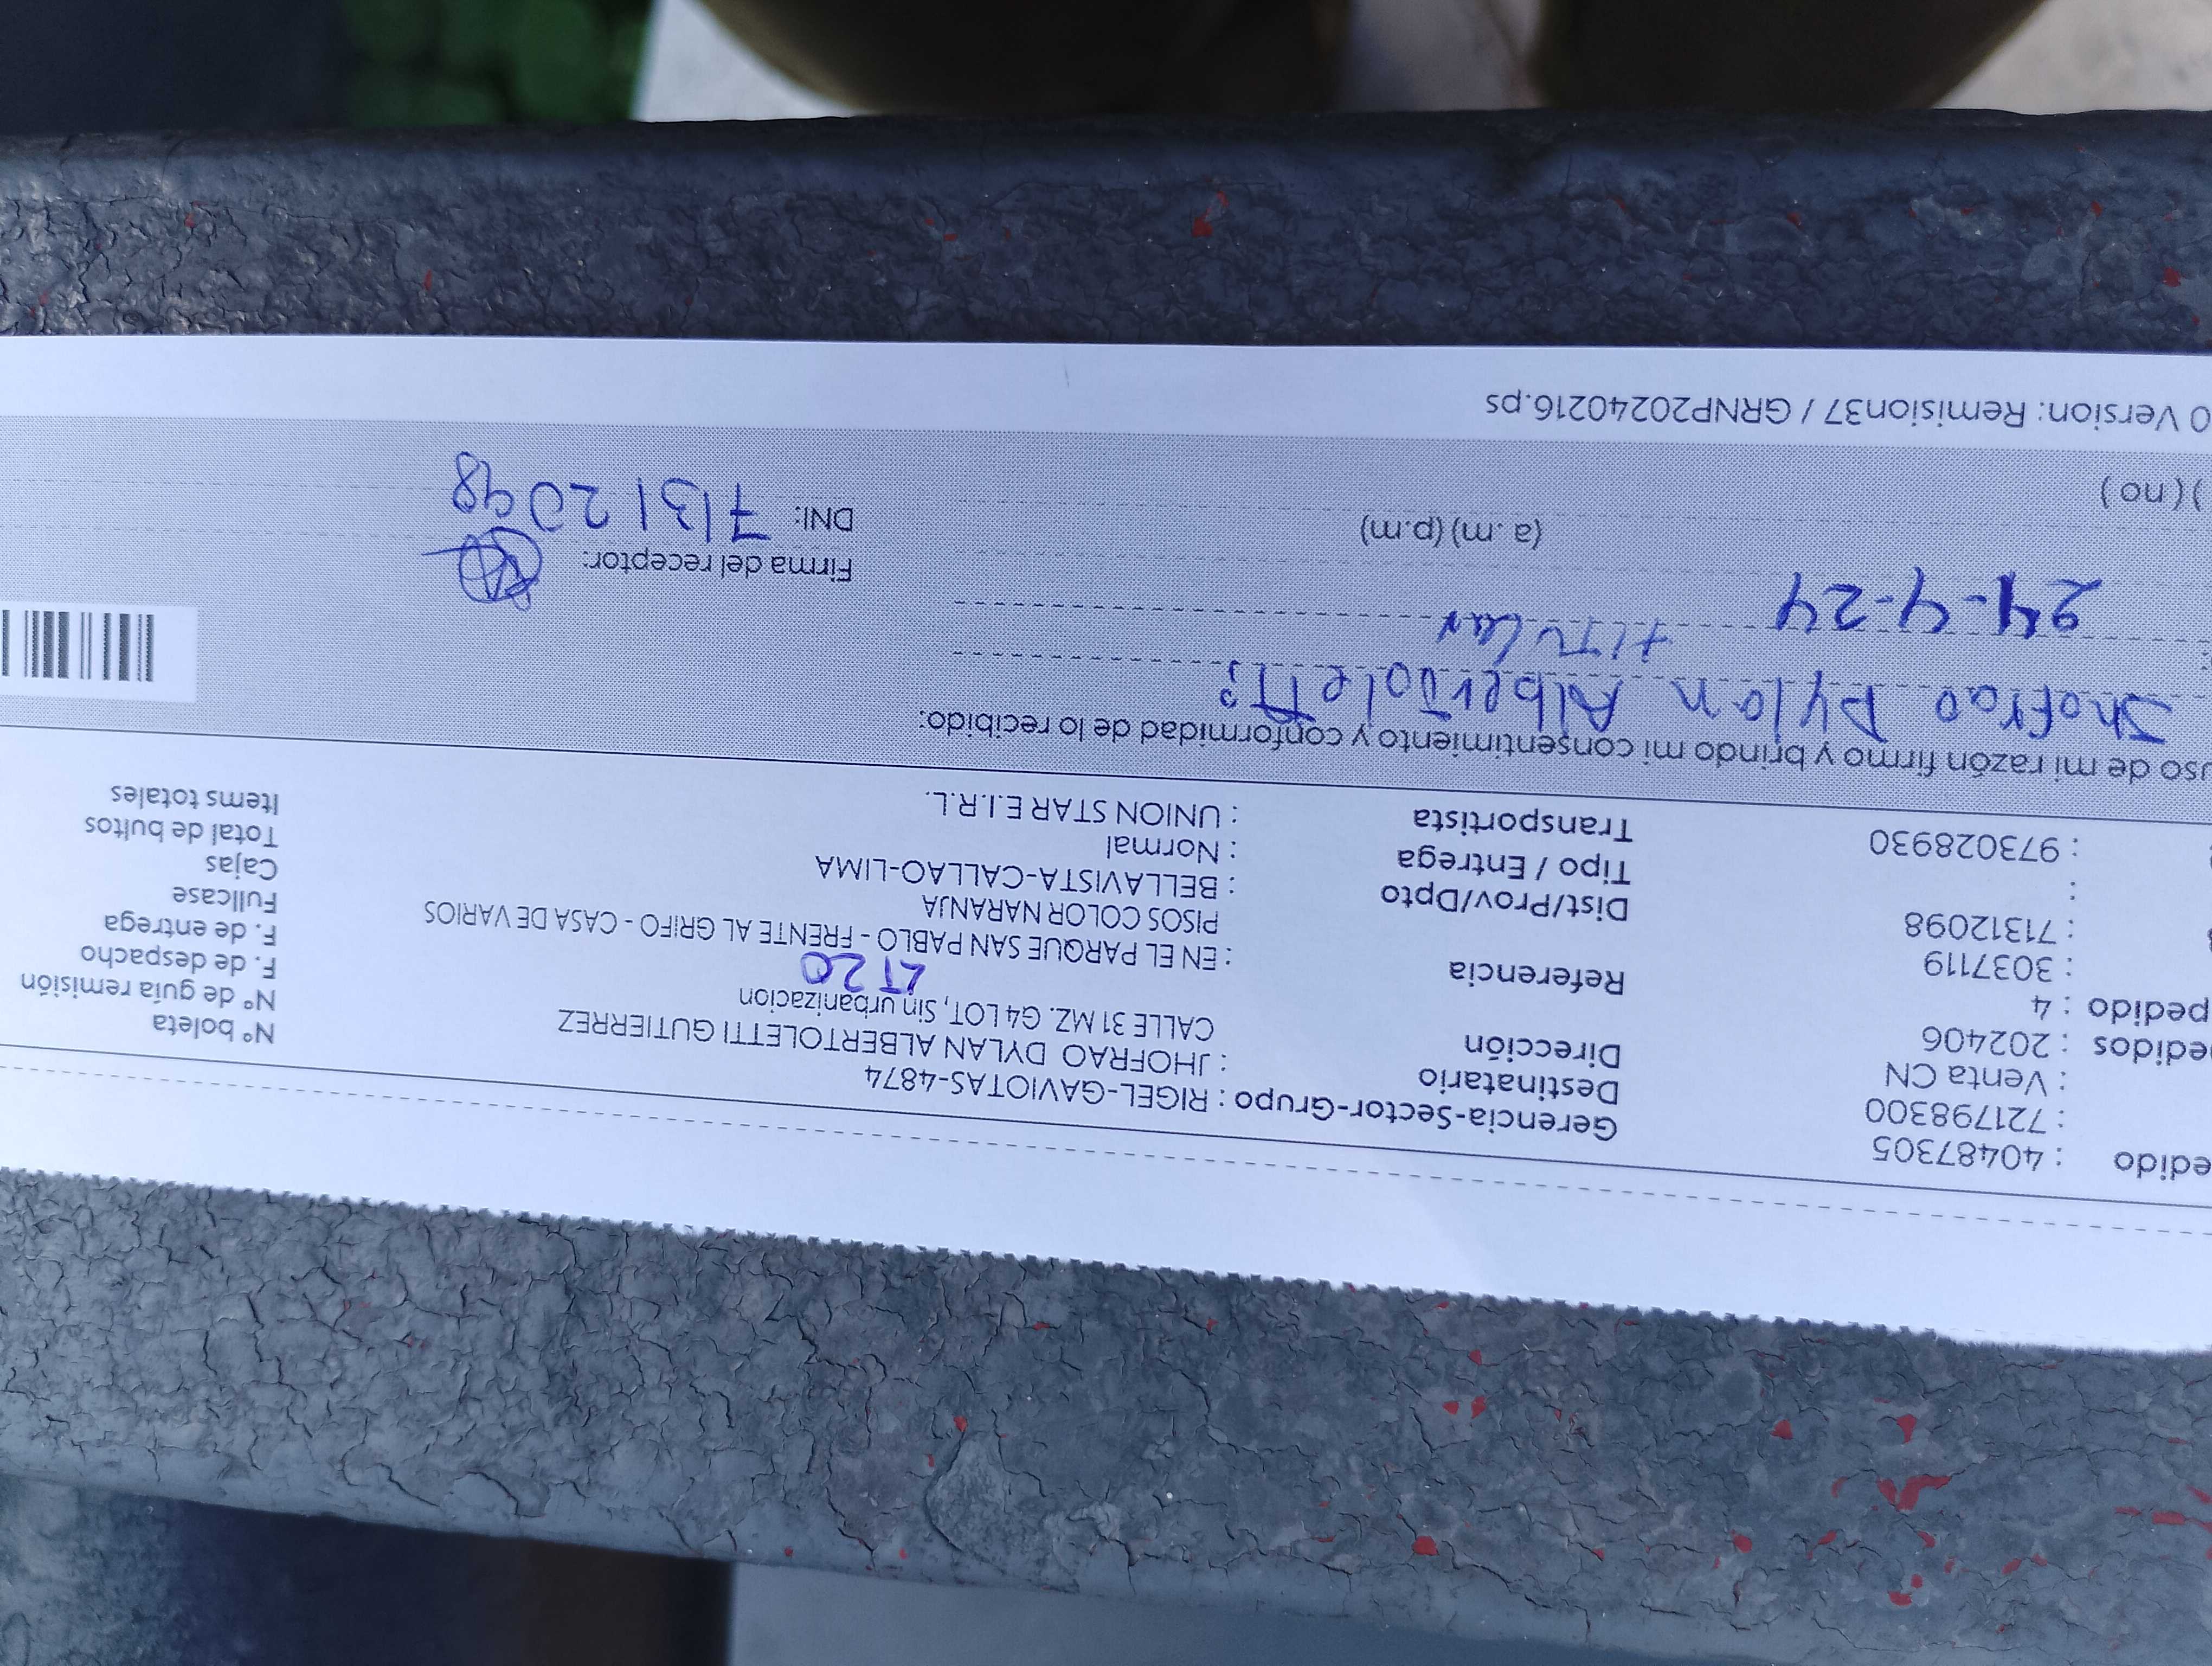 edido : 40487305
: 721798300
: Venta CN
edidos : 202406
pedido : 4
: 3037119
: 71312098
:
: 973028930
Gerencia-Sector-Grupo : RIGEL-GAVIOTAS-4874
Destinatario : JHOFRAO DYLAN ALBERTOLETTI GUTIERREZ
Dirección CALLE 31 MZ. G4 LOT, Sin urbanizacion
LT 20
Referencia : EN EL PARQUE SAN PABLO - FRENTE AL GRIFO - CASA DE VARIOS
PISOS COLOR NARANJA
Dist/Prov/Dpto : BELLAVISTA-CALLAO-LIMA
Tipo / Entrega : Normal
Transportista : UNION STAR E.I.R.L.
Nº boleta
Nº de guía remisión
F. de despacho
F. de entrega
Fullcase
Cajas
Total de bultos
Items totales
uso de mi razón firmo y brindo mi consentimiento y conformidad de lo recibido:
Jhofrao Dylan Albertoletti
titular
24-4-24
(a. m) (p.m)
) ( no )
Firma del receptor:
DNI: 71312098
0 Version: Remision37 / GRNP20240216.ps